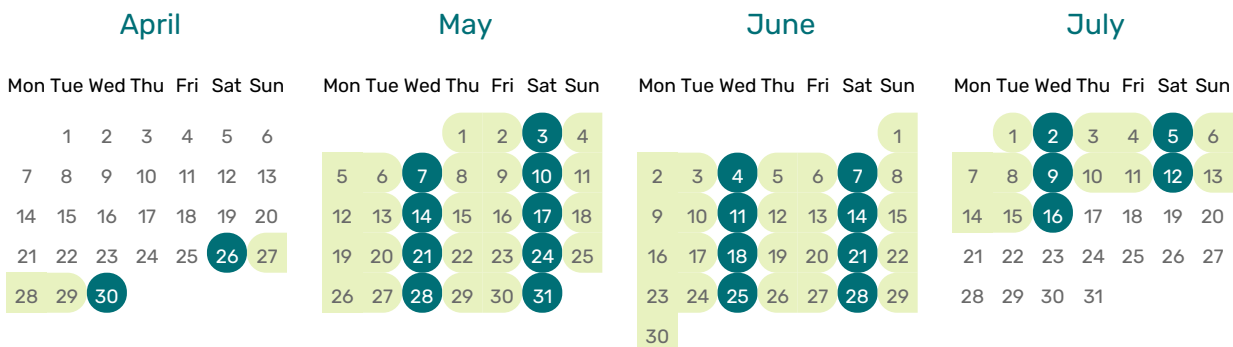 April
Mon Tue Wed Thu Fri Sat Sun
1 2 3 4 5 6
7 8 9 10 11 12 13
14 15 16 17 18 19 20
21 22 23 24 25 26 27
28 29 30
May
Mon Tue Wed Thu Fri Sat Sun
1 2 3 4
5 6 7 8 9 10 11
12 13 14 15 16 17 18
19 20 21 22 23 24 25
26 27 28 29 30 31
June
Mon Tue Wed Thu Fri Sat Sun
1
2 3 4 5 6 7 8
9 10 11 12 13 14 15
16 17 18 19 20 21 22
23 24 25 26 27 28 29
30
July
Mon Tue Wed Thu Fri Sat Sun
1 2 3 4 5 6
7 8 9 10 11 12 13
14 15 16 17 18 19 20
21 22 23 24 25 26 27
28 29 30 31